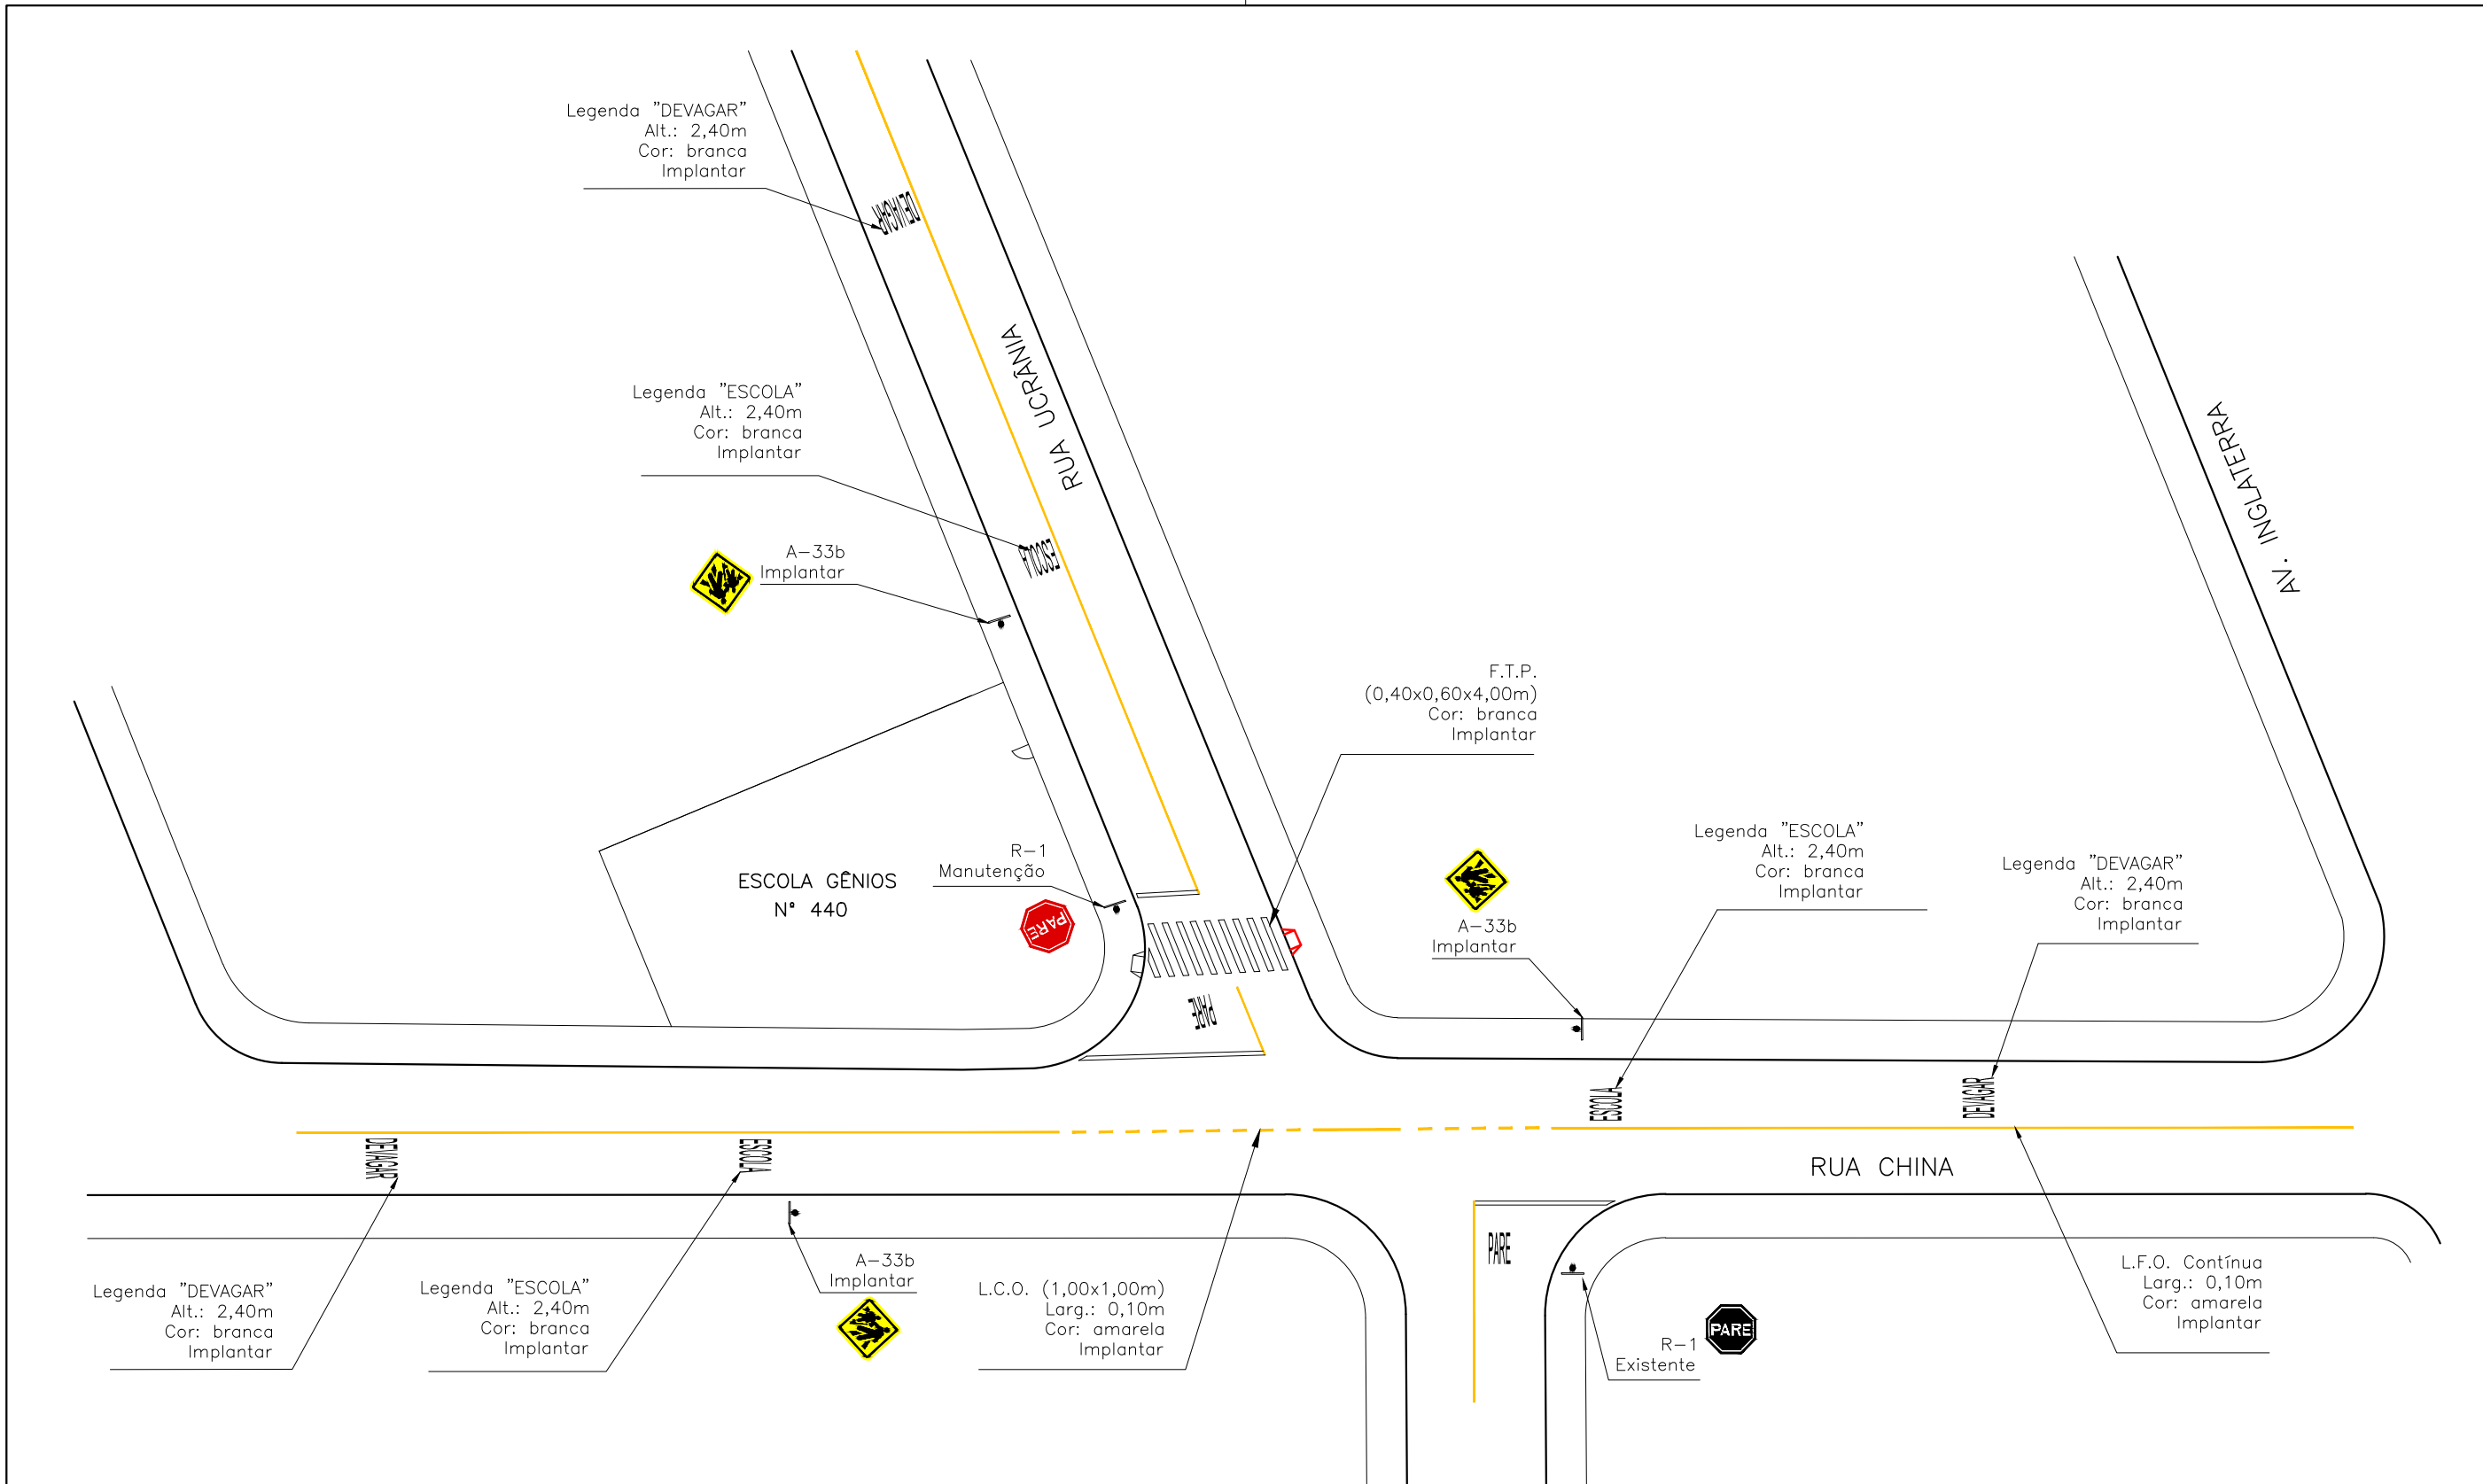 Legenda "DEVAGAR"
Alt.: 2,40m
Cor: branca
Implantar
DEVAGAR
RUA UCRÂNIA
Legenda "ESCOLA"
Alt.: 2,40m
Cor: branca
Implantar
ESCOLA
A-33b
Implantar
AV. INGLATERRA
F.T.P.
(0,40x0,60x4,00m)
Cor: branca
Implantar
ESCOLA GÊNIOS
N° 440
R-1
Manutenção
PARE
PARE
A-33b
Implantar
Legenda "ESCOLA"
Alt.: 2,40m
Cor: branca
Implantar
Legenda "DEVAGAR"
Alt.: 2,40m
Cor: branca
Implantar
ESCOLA
DEVAGAR
DEVAGAR
ESCOLA
RUA CHINA
PARE
Legenda "DEVAGAR"
Alt.: 2,40m
Cor: branca
Implantar
Legenda "ESCOLA"
Alt.: 2,40m
Cor: branca
Implantar
A-33b
Implantar
L.C.O. (1,00x1,00m)
Larg.: 0,10m
Cor: amarela
Implantar
R-1
Existente
PARE
L.F.O. Contínua
Larg.: 0,10m
Cor: amarela
Implantar